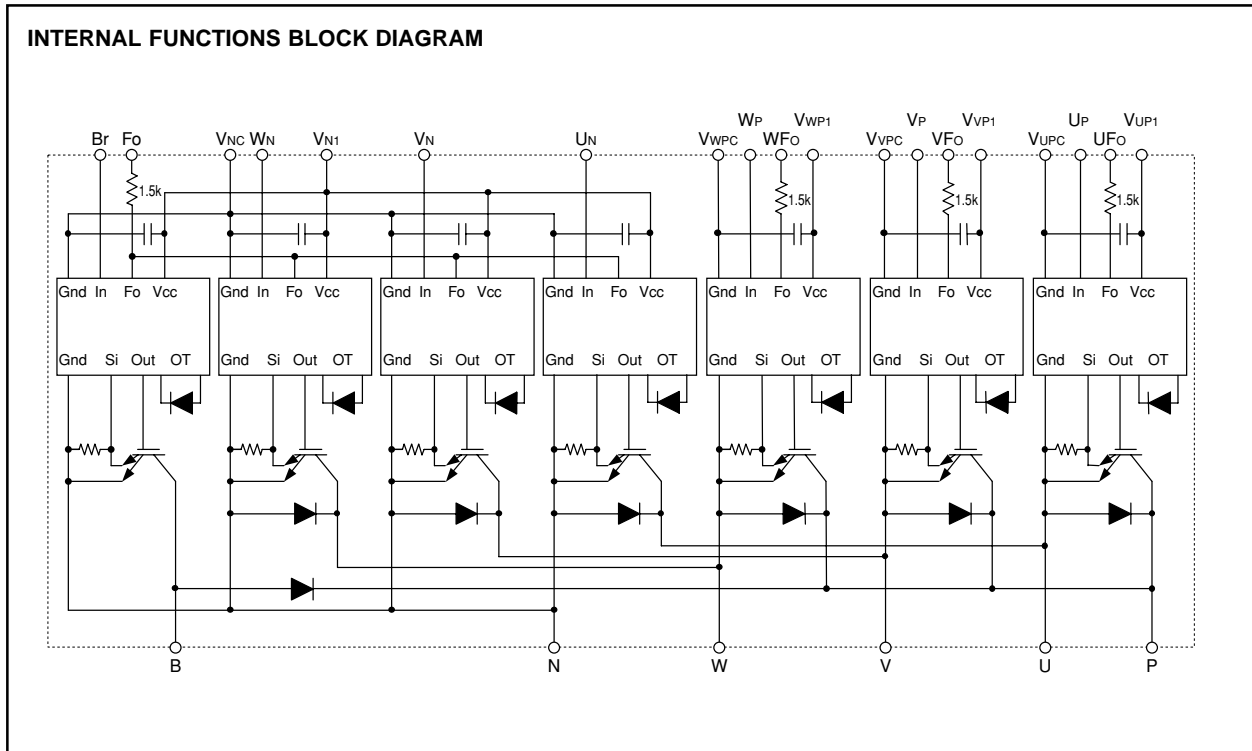 INTERNAL FUNCTIONS BLOCK DIAGRAM
WP VWP1 VP VVP1 UP VUP1
Br Fo VNC WN VN1 VN UN VWPC WFO VVPC VFO VUPC UFO
1.5k 1.5k 1.5k 1.5k
Gnd In Fo Vcc Gnd In Fo Vcc Gnd In Fo Vcc Gnd In Fo Vcc Gnd In Fo Vcc Gnd In Fo Vcc Gnd In Fo Vcc
Gnd Si Out OT Gnd Si Out OT Gnd Si Out OT Gnd Si Out OT Gnd Si Out OT Gnd Si Out OT Gnd Si Out OT
B N W V U P